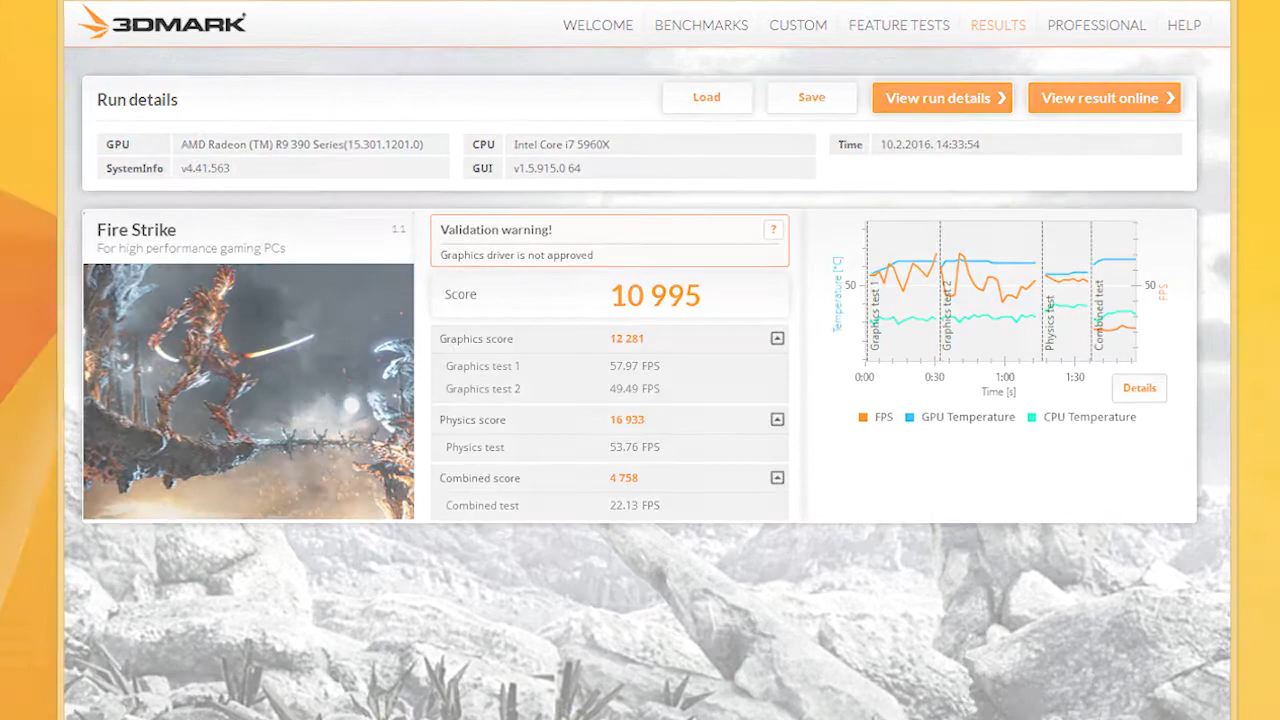 3DMARK
WELCOME BENCHMARKS CUSTOM FEATURE TESTS RESULTS PROFESSIONAL HELP
Run details
Load
Save
View run details
View result online
GPU AMD Radeon (TM) R9 390 Series(15.301.1201.0)
CPU Intel Core i7 5960X
Time 10.2.2016. 14:33:54
SystemInfo v4.41.563
GUI v1.5.915.0 64
Fire Strike 1.1
For high performance gaming PCs
Validation warning! ?
Graphics driver is not approved
Score 10 995
Graphics score 12 281
Graphics test 1 57.97 FPS
Graphics test 2 49.49 FPS
Physics score 16 933
Physics test 53.76 FPS
Combined score 4 758
Combined test 22.13 FPS
Temperature [°C]
50
Graphics test 1
Graphics test 2
Physics test
Combined test
50
FPS
0:00 0:30 1:00 1:30
Time [s]
Details
FPS GPU Temperature CPU Temperature